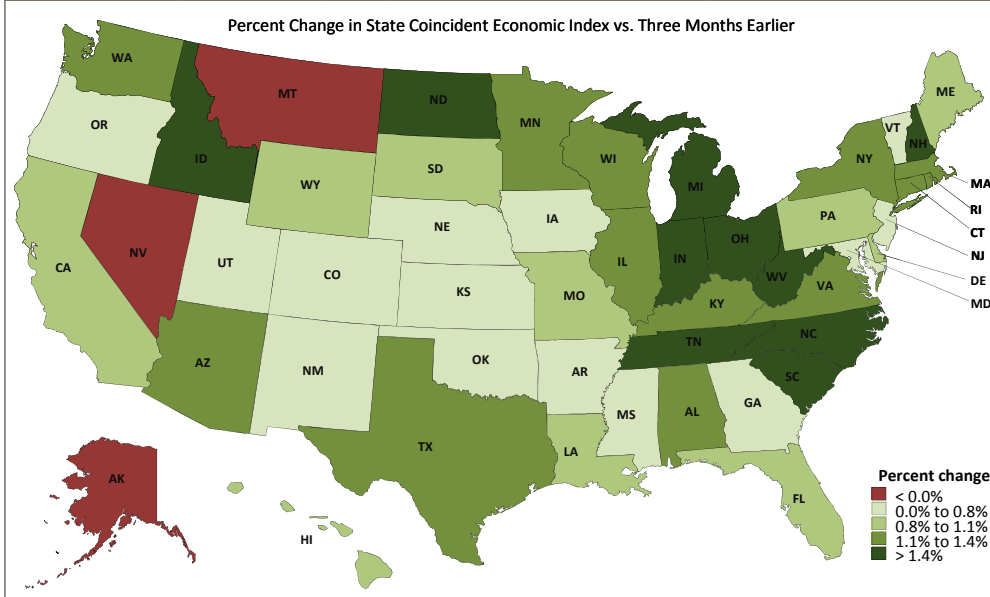 Percent Change in State Coincident Economic Index vs. Three Months Earlier
WA
MT
ND
MN
ME
OR
ID
WI
VT
NH
NY
SD
WY
MI
MA
RI
CT
NJ
DE
MD
NE
IA
PA
NV
UT
CO
IL
IN
OH
WV
VA
CA
KS
MO
KY
AZ
NM
OK
AR
TN
NC
SC
MS
AL
GA
TX
LA
FL
AK
HI
Percent change
< 0.0%
0.0% to 0.8%
0.8% to 1.1%
1.1% to 1.4%
> 1.4%